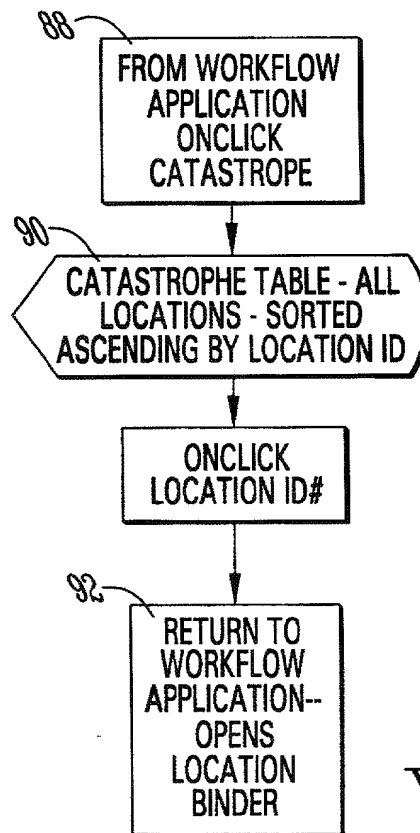 88
FROM WORKFLOW
APPLICATION
ONCLICK
CATASTROPE
90
CATASTROPHE TABLE - ALL
LOCATIONS - SORTED
ASCENDING BY LOCATION ID
ONCLICK
LOCATION ID#
92
RETURN TO
WORKFLOW
APPLICATION--
OPENS
LOCATION
BINDER